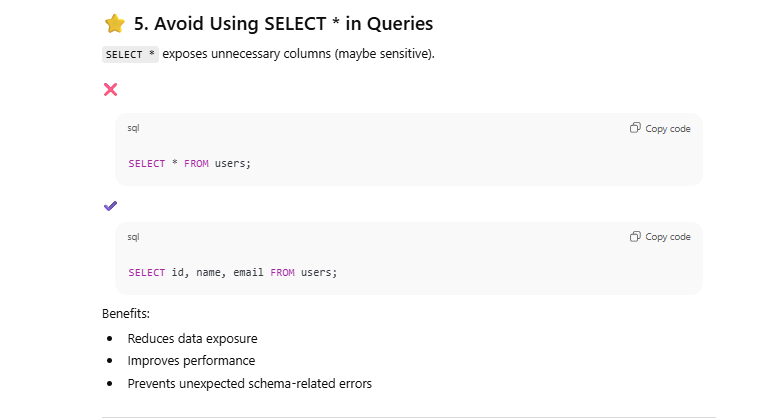 ⭐ 5. Avoid Using SELECT * in Queries
SELECT * exposes unnecessary columns (maybe sensitive).
❌
sql
Copy code
SELECT * FROM users;
✔
sql
Copy code
SELECT id, name, email FROM users;
Benefits:
• Reduces data exposure
• Improves performance
• Prevents unexpected schema-related errors